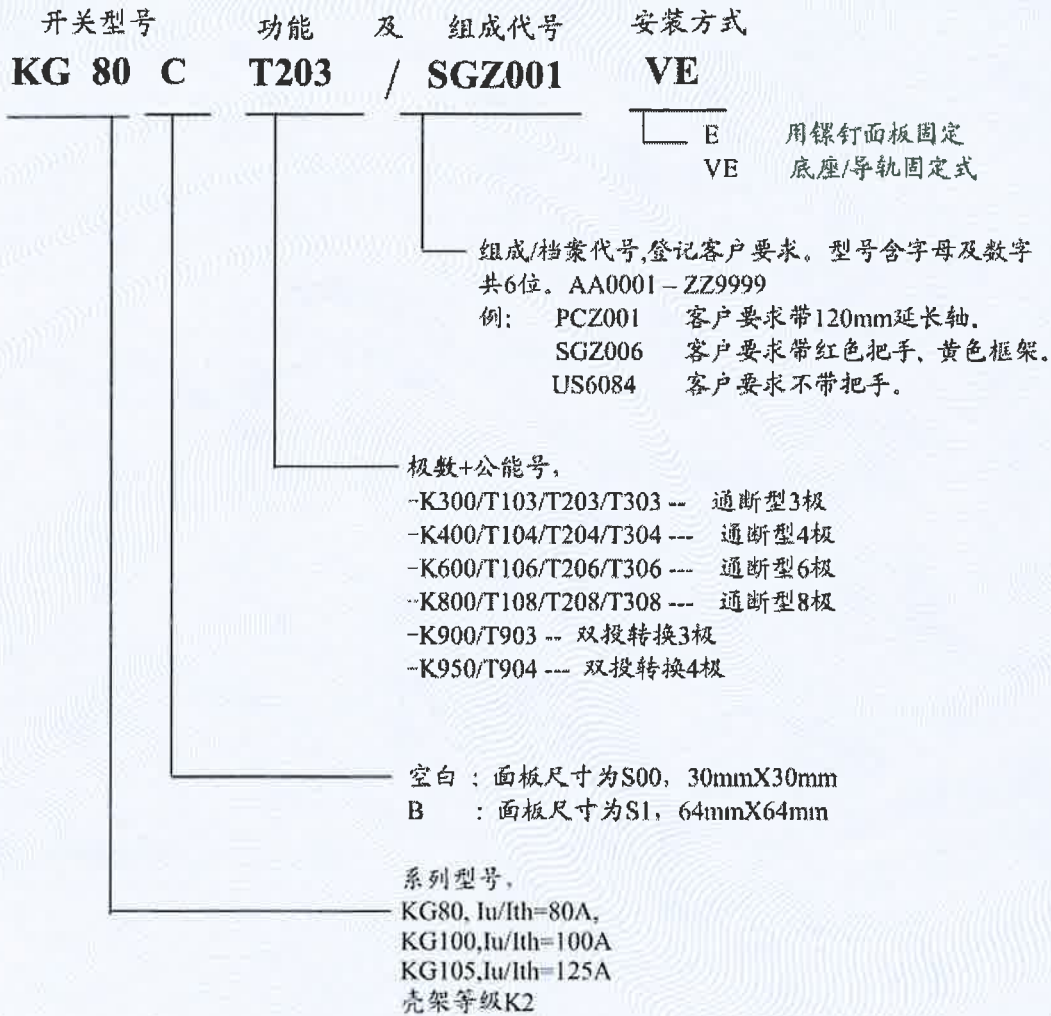 开关型号 功能 及 组成代号 安装方式
KG 80 C T203 / SGZ001 VE
E 用镙钉面板固定
VE 底座/导轨固定式
组成/档案代号,登记客户要求。型号含字母及数字
共6位。AA0001 – ZZ9999
例: PCZ001 客户要求带120mm延长轴.
SGZ006 客户要求带红色把手、黄色框架.
US6084 客户要求不带把手。
极数+公能号,
-K300/T103/T203/T303 -- 通断型3极
-K400/T104/T204/T304 --- 通断型4极
-K600/T106/T206/T306 --- 通断型6极
-K800/T108/T208/T308 --- 通断型8极
-K900/T903 -- 双投转换3极
-K950/T904 --- 双投转换4极
空白 : 面板尺寸为S00, 30mmX30mm
B : 面板尺寸为S1, 64mmX64mm
系列型号,
KG80, Iu/Ith=80A,
KG100,Iu/Ith=100A
KG105,Iu/Ith=125A
壳架等级K2